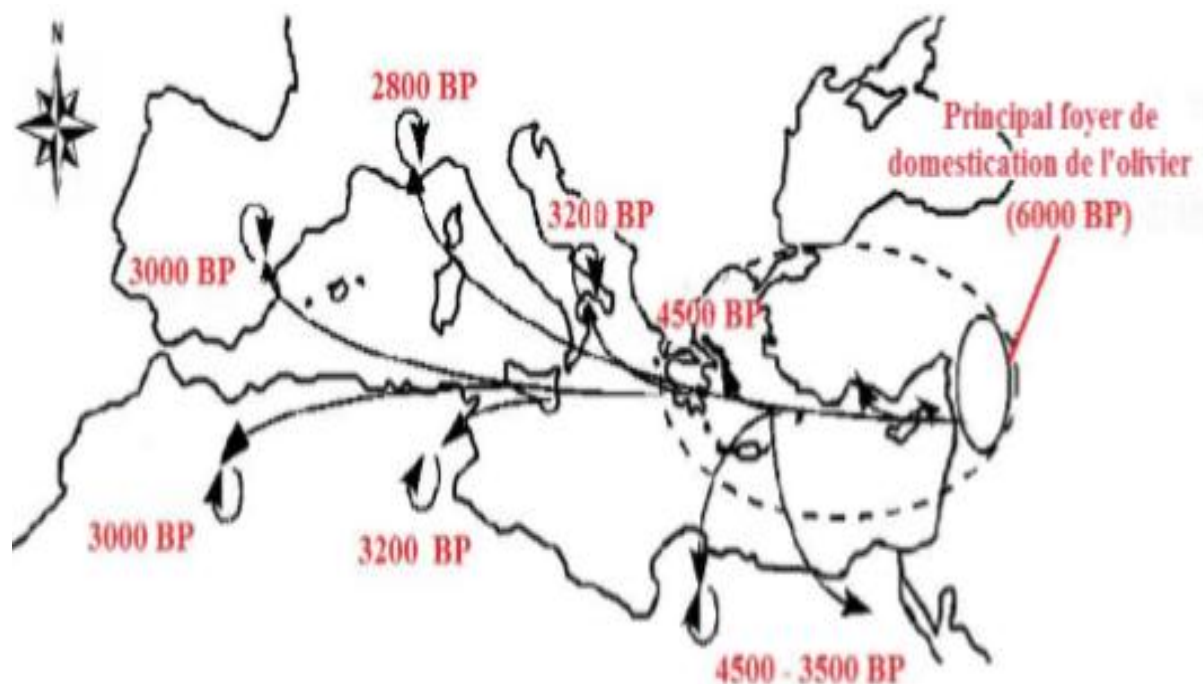 N
2800 BP
Principal foyer de
domestication de l'olivier
(6000 BP)
3200 BP
3000 BP
4500 BP
3000 BP
3200 BP
4500 - 3500 BP